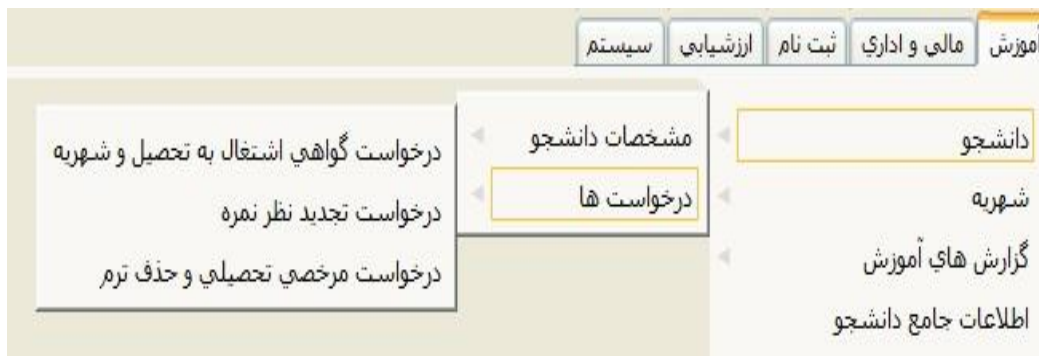 آموزش مالي و اداري ثبت نام ارزشيابي سيستم
دانشجو
شهريه
گزارش هاي آموزش
اطلاعات جامع دانشجو
مشخصات دانشجو
درخواست ها
درخواست گواهي اشتغال به تحصيل و شهريه
درخواست تجديد نظر نمره
درخواست مرخصي تحصيلي و حذف ترم